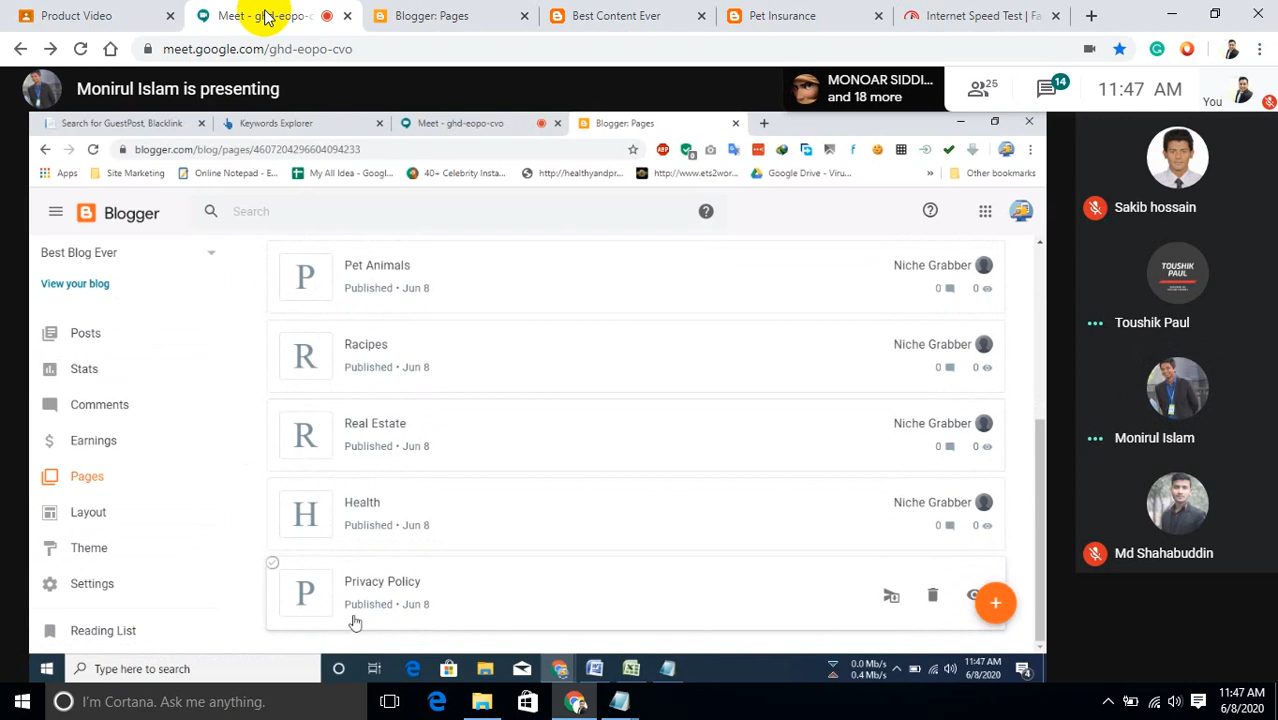 Product Video
Meet - ghd-eopo-c
Blogger: Pages
Best Content Ever
Pet Insurance
Internet Speed Test | Fa
meet.google.com/ghd-eopo-cvo
Monirul Islam is presenting
MONOAR SIDDI...
and 18 more
25
14
11:47 AM
You
Search for GuestPost, Blacklink
Keywords Explorer
Meet - ghd-eopo-cvo
Blogger: Pages
blogger.com/blog/pages/4607204296604094233
ABP
Apps
Site Marketing
Online Notepad - E...
My All Idea - Googl...
40+ Celebrity Insta...
http://healthyandpr...
http://www.ets2wor...
Google Drive - Viru...
»
Other bookmarks
Blogger
Search
Best Blog Ever
View your blog
Posts
Stats
Comments
Earnings
Pages
Layout
Theme
Settings
Reading List
P
Pet Animals
Published • Jun 8
Niche Grabber
0 0
R
Racipes
Published • Jun 8
Niche Grabber
0 0
R
Real Estate
Published • Jun 8
Niche Grabber
0 0
H
Health
Published • Jun 8
Niche Grabber
0 0
P
Privacy Policy
Published • Jun 8
Sakib hossain
TOUSHIK
PAUL
Toushik Paul
Monirul Islam
Md Shahabuddin
Type here to search
0.0 Mb/s
0.4 Mb/s
11:47 AM
6/8/2020
4
I'm Cortana. Ask me anything.
11:47 AM
6/8/2020